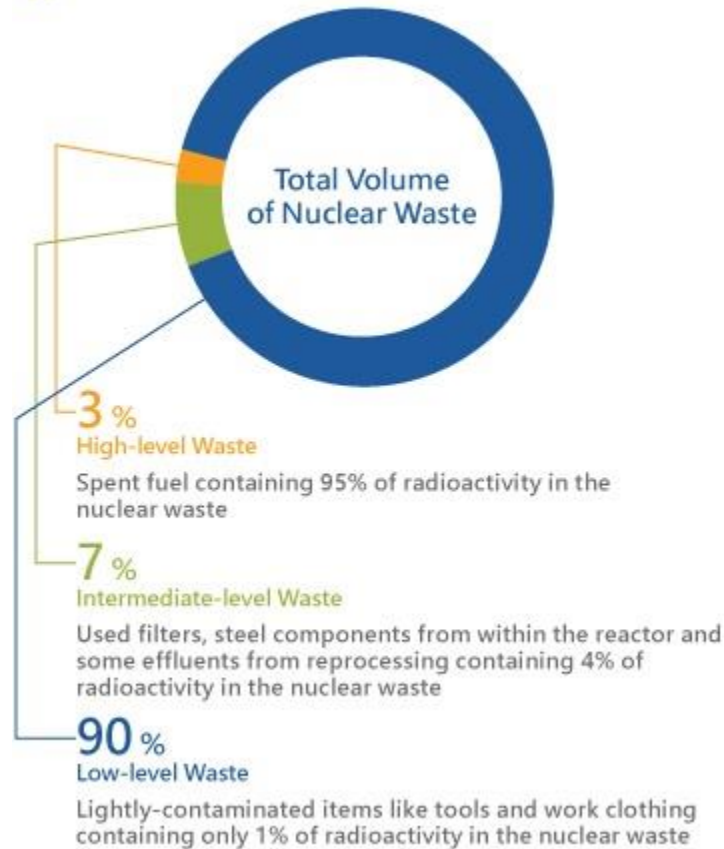 Total Volume
of Nuclear Waste
3 %
High-level Waste
Spent fuel containing 95% of radioactivity in the
nuclear waste
7 %
Intermediate-level Waste
Used filters, steel components from within the reactor and
some effluents from reprocessing containing 4% of
radioactivity in the nuclear waste
90 %
Low-level Waste
Lightly-contaminated items like tools and work clothing
containing only 1% of radioactivity in the nuclear waste